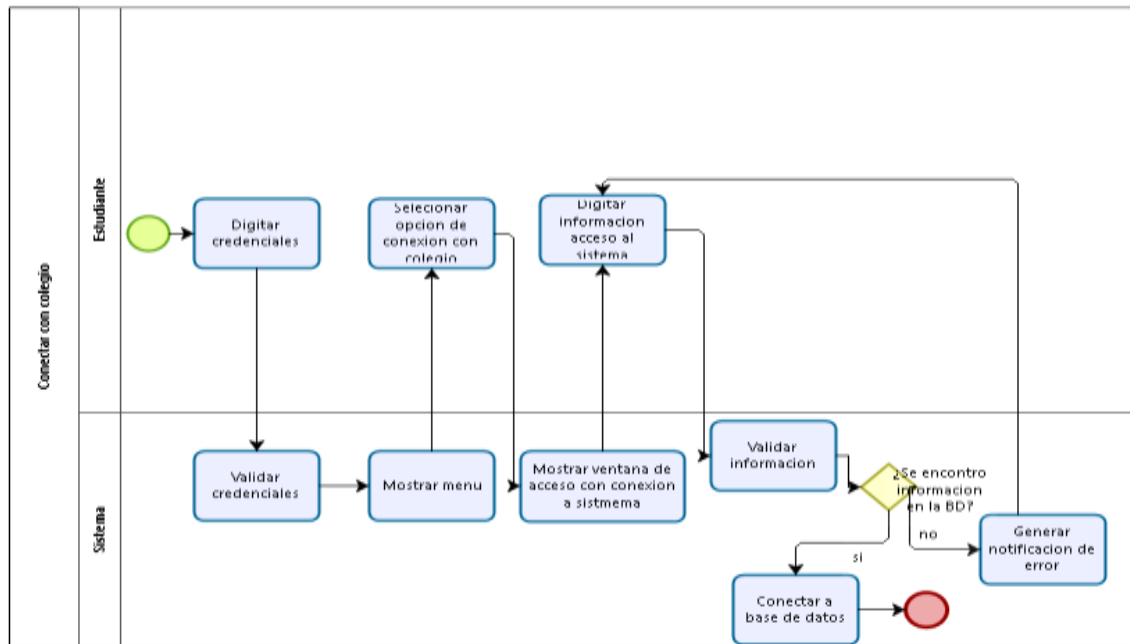 Conectar con colegio
Estudiante
Digitar
credenciales
Selecionar
opcion de
conexion con
colegio
Digitar
informacion
acceso al
sistema
Sistema
Validar
credenciales
Mostrar menu
Mostrar ventana de
acceso con conexion
a sistmema
Validar
informacion
¿Se encontro
informacion
en la BD?
no
si
Generar
notificacion de
error
Conectar a
base de datos